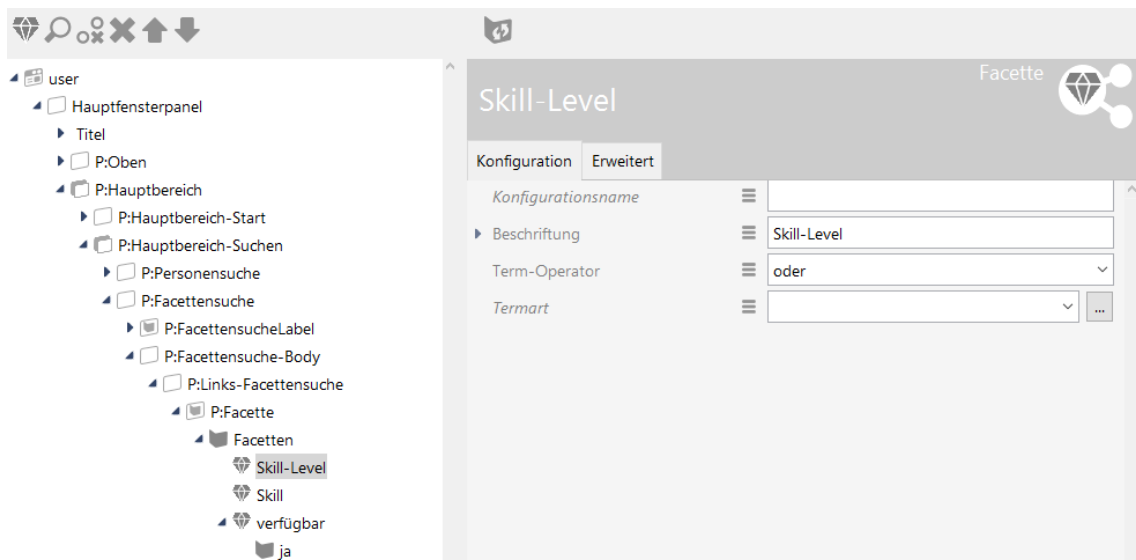 user
Hauptfensterpanel
Titel
P:Oben
P:Hauptbereich
P:Hauptbereich-Start
P:Hauptbereich-Suchen
P:Personensuche
P:Facettensuche
P:FacettensucheLabel
P:Facettensuche-Body
P:Links-Facettensuche
P:Facette
Facetten
Skill-Level
Skill
verfügbar
ja
Facette
Skill-Level
Konfiguration Erweitert
Konfigurationsname
Beschriftung Skill-Level
Term-Operator oder
Termart ...